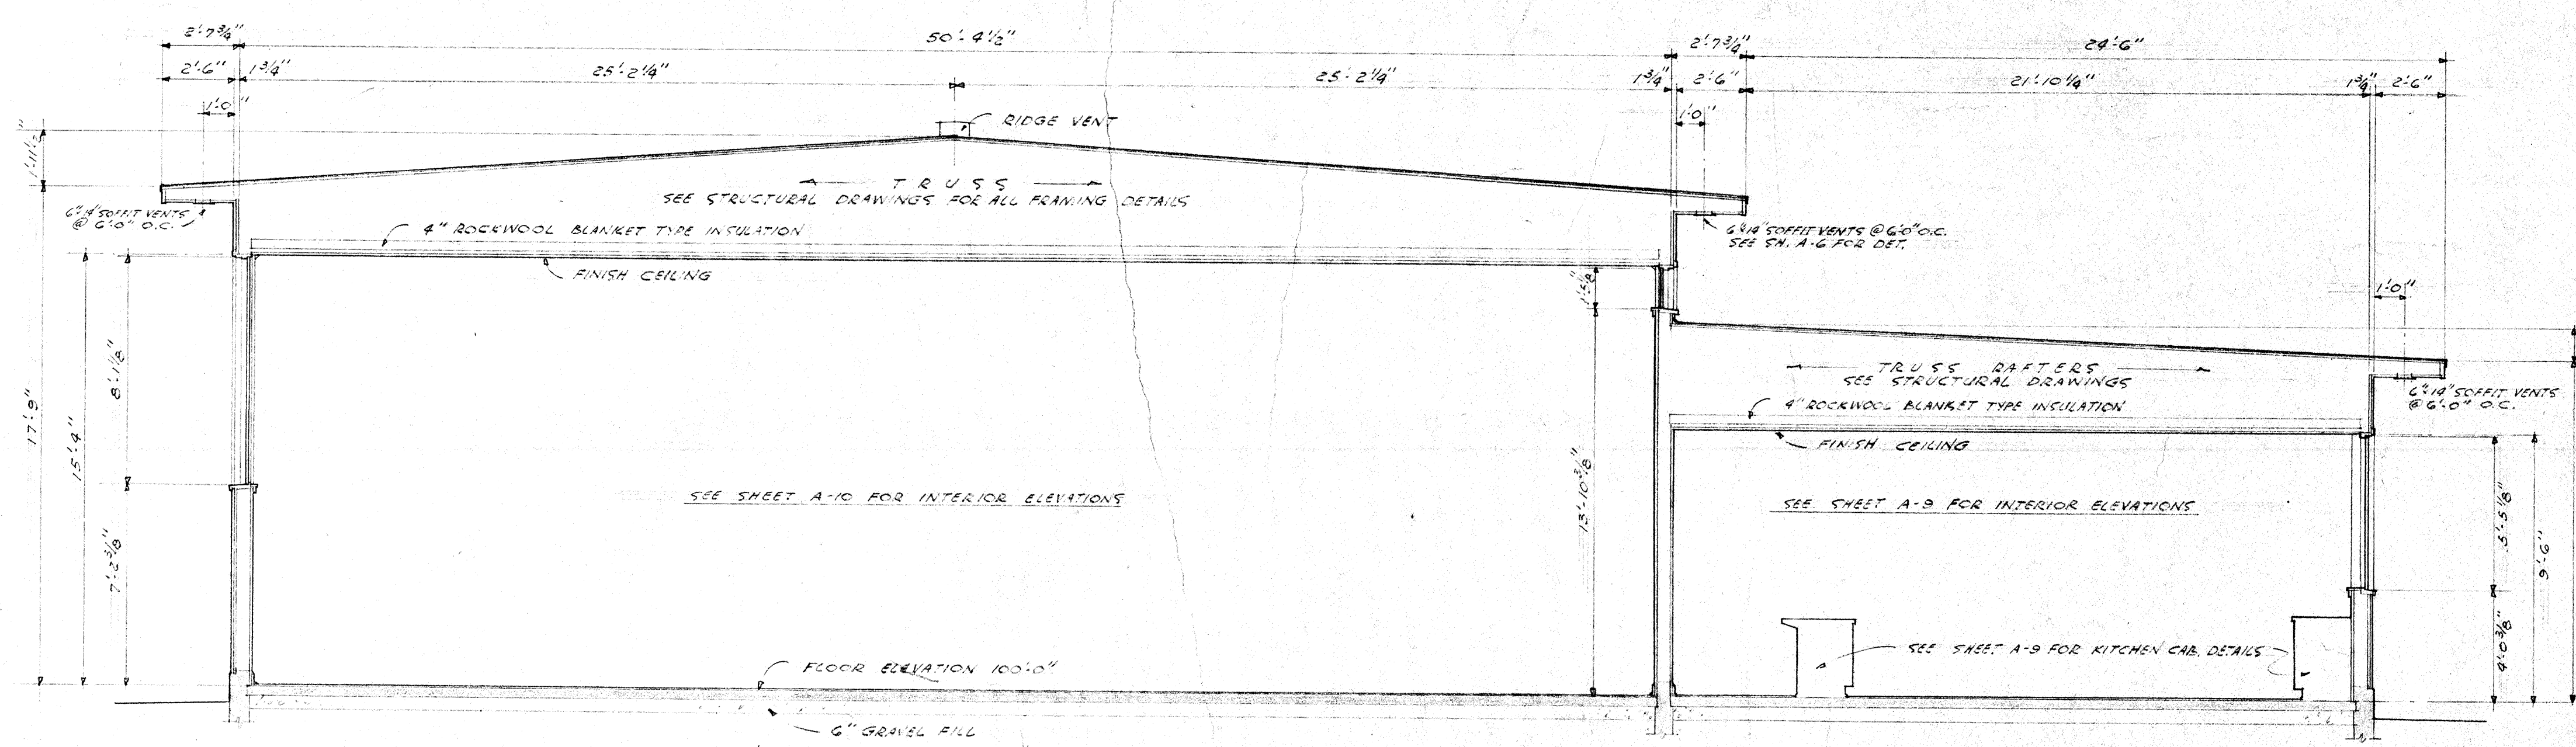 2'-7 3/4"
50'-4 1/2"
2'-7 3/4"
24'-6"
2'-6"
1 3/4"
25'-2 1/4"
25'-2 1/4"
1 3/4"
2'-6"
21'-10 1/4"
1 3/4"
2'-6"
1'-0"
1'-0"
RIDGE VENT
1'-11 1/2"
TRUSS
SEE STRUCTURAL DRAWINGS FOR ALL FRAMING DETAILS
6"x14" SOFFIT VENTS
@ 6'-0" O.C.
4" ROCKWOOL BLANKET TYPE INSULATION
6"x14" SOFFIT VENTS @ 6'-0" O.C.
SEE SH. A-6 FOR DET.
FINISH CEILING
1'-5/8"
1'-0"
8'-1 1/8"
TRUSS RAFTERS
SEE STRUCTURAL DRAWINGS
4" ROCKWOOL BLANKET TYPE INSULATION
6"x14" SOFFIT VENTS
@ 6'-0" O.C.
17'-9"
15'-4"
FINISH CEILING
SEE SHEET A-10 FOR INTERIOR ELEVATIONS
13'-10 3/8"
SEE SHEET A-9 FOR INTERIOR ELEVATIONS
5'-5 1/8"
9'-6"
7'-2 3/8"
4'-0 3/8"
SEE SHEET A-9 FOR KITCHEN CAB. DETAILS
FLOOR ELEVATION 100'-0"
6" GRAVEL FILL